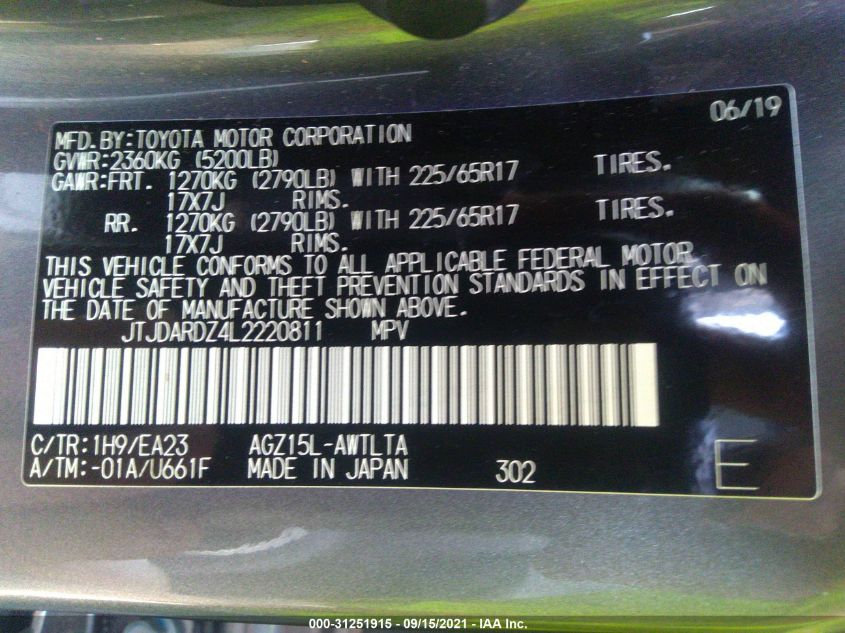 06/19
MFD.BY:TOYOTA MOTOR CORPORATION
GVWR:2360KG (5200LB)
GAWR:FRT. 1270KG (2790LB) WITH 225/65R17 TIRES.
17X7J RIMS.
RR. 1270KG (2790LB) WITH 225/65R17 TIRES.
17X7J RIMS.
THIS VEHICLE CONFORMS TO ALL APPLICABLE FEDERAL MOTOR
VEHICLE SAFETY AND THEFT PREVENTION STANDARDS IN EFFECT ON
THE DATE OF MANUFACTURE SHOWN ABOVE.
JTJDARDZ4L2220811 MPV
C/TR:1H9/EA23 AGZ15L-AWTLTA
A/TM:-01A/U661F MADE IN JAPAN 302 E
000-31251915 - 09/15/2021 - IAA Inc.